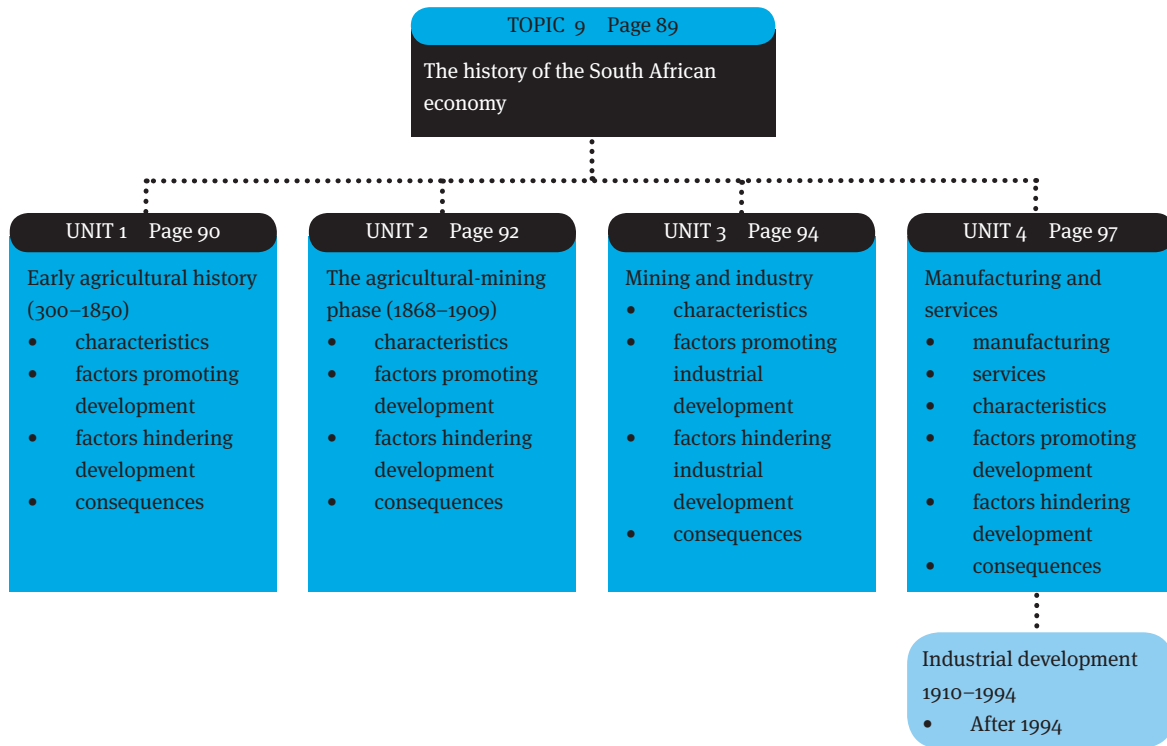 TOPIC 9 Page 89
The history of the South African
economy
UNIT 1 Page 90
Early agricultural history
(300–1850)
• characteristics
• factors promoting
development
• factors hindering
development
• consequences
UNIT 2 Page 92
The agricultural-mining
phase (1868–1909)
• characteristics
• factors promoting
development
• factors hindering
development
• consequences
UNIT 3 Page 94
Mining and industry
• characteristics
• factors promoting
industrial
development
• factors hindering
industrial
development
• consequences
UNIT 4 Page 97
Manufacturing and
services
• manufacturing
• services
• characteristics
• factors promoting
development
• factors hindering
development
• consequences
Industrial development
1910–1994
• After 1994